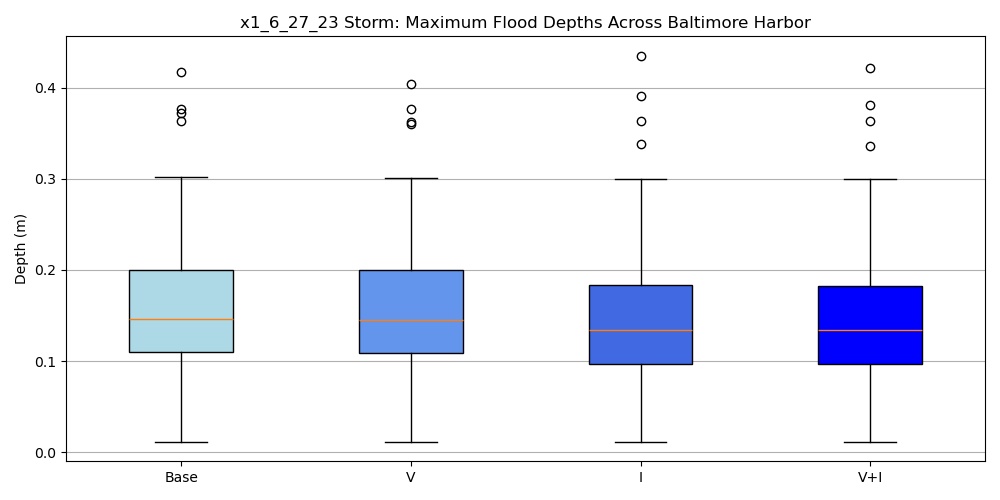 x1_6_27_23 Storm: Maximum Flood Depths Across Baltimore Harbor
Depth (m)
0.4
0.3
0.2
0.1
0.0
Base V I V+I